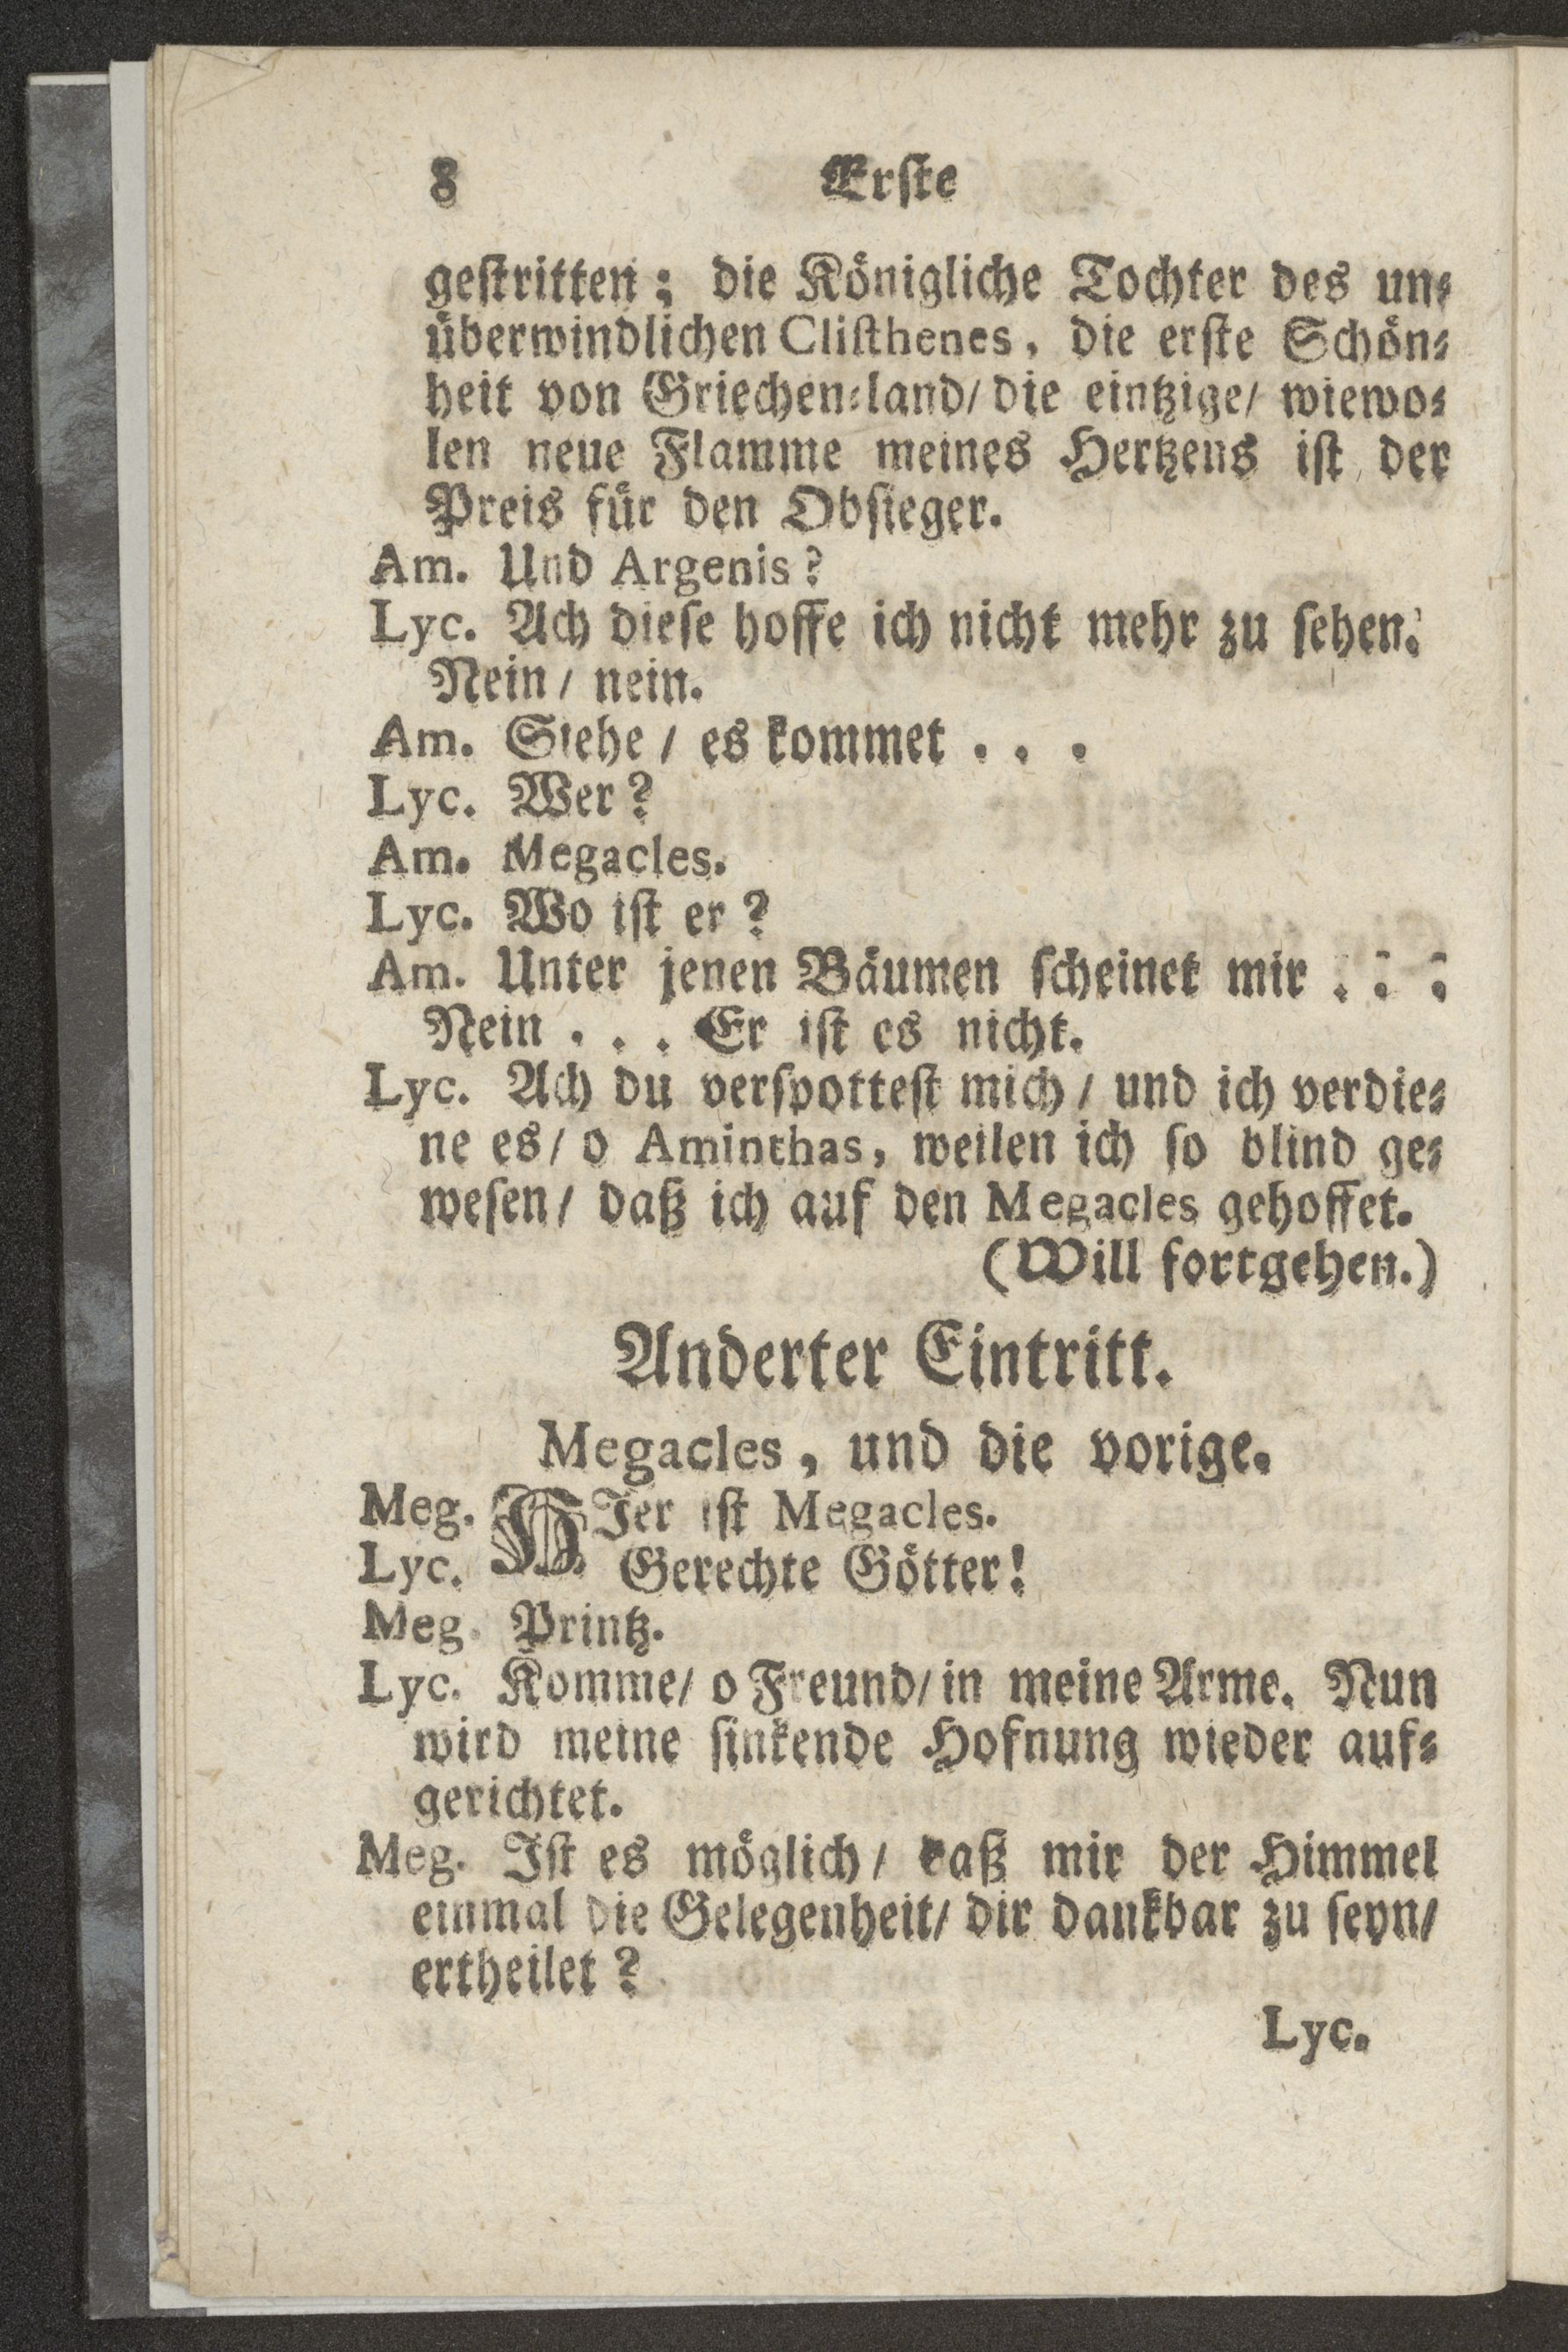 8 Erſte
geſtritten; die Königliche Tochter des un⸗
überwindlichen Cliſthenes, die erſte Schön⸗
heit von Griechen⸗land/ die eintzige/ wiewo⸗
len neue Flamme meines Hertzens iſt der
Preis für den Obſieger.
Am. Und Argenis?
Lyc. Ach dieſe hoffe ich nicht mehr zu ſehen.
Nein/ nein.
Am. Siehe/ es kommet . . .
Lyc. Wer?
Am. Megacles.
Lyc. Wo iſt er?
Am. Unter jenen Bäumen ſcheinet mir . . .
Nein . . . Er iſt es nicht.
Lyc. Ach du verſpotteſt mich/ und ich verdie⸗
ne es/ o Aminthas, weilen ich ſo blind ge⸗
weſen/ daß ich auf den Megacles gehoffet.
(Will fortgehen.)
Anderter Eintritt.
Megacles, und die vorige.
Meg. HIer iſt Megacles.
Lyc. Gerechte Götter!
Meg. Printz.
Lyc. Komme/ o Freund/ in meine Arme. Nun
wird meine ſinkende Hofnung wieder auf⸗
gerichtet.
Meg. Iſt es möglich/ daß mir der Himmel
einmal die Gelegenheit/ dir dankbar zu ſeyn/
ertheilet?
Lyc.